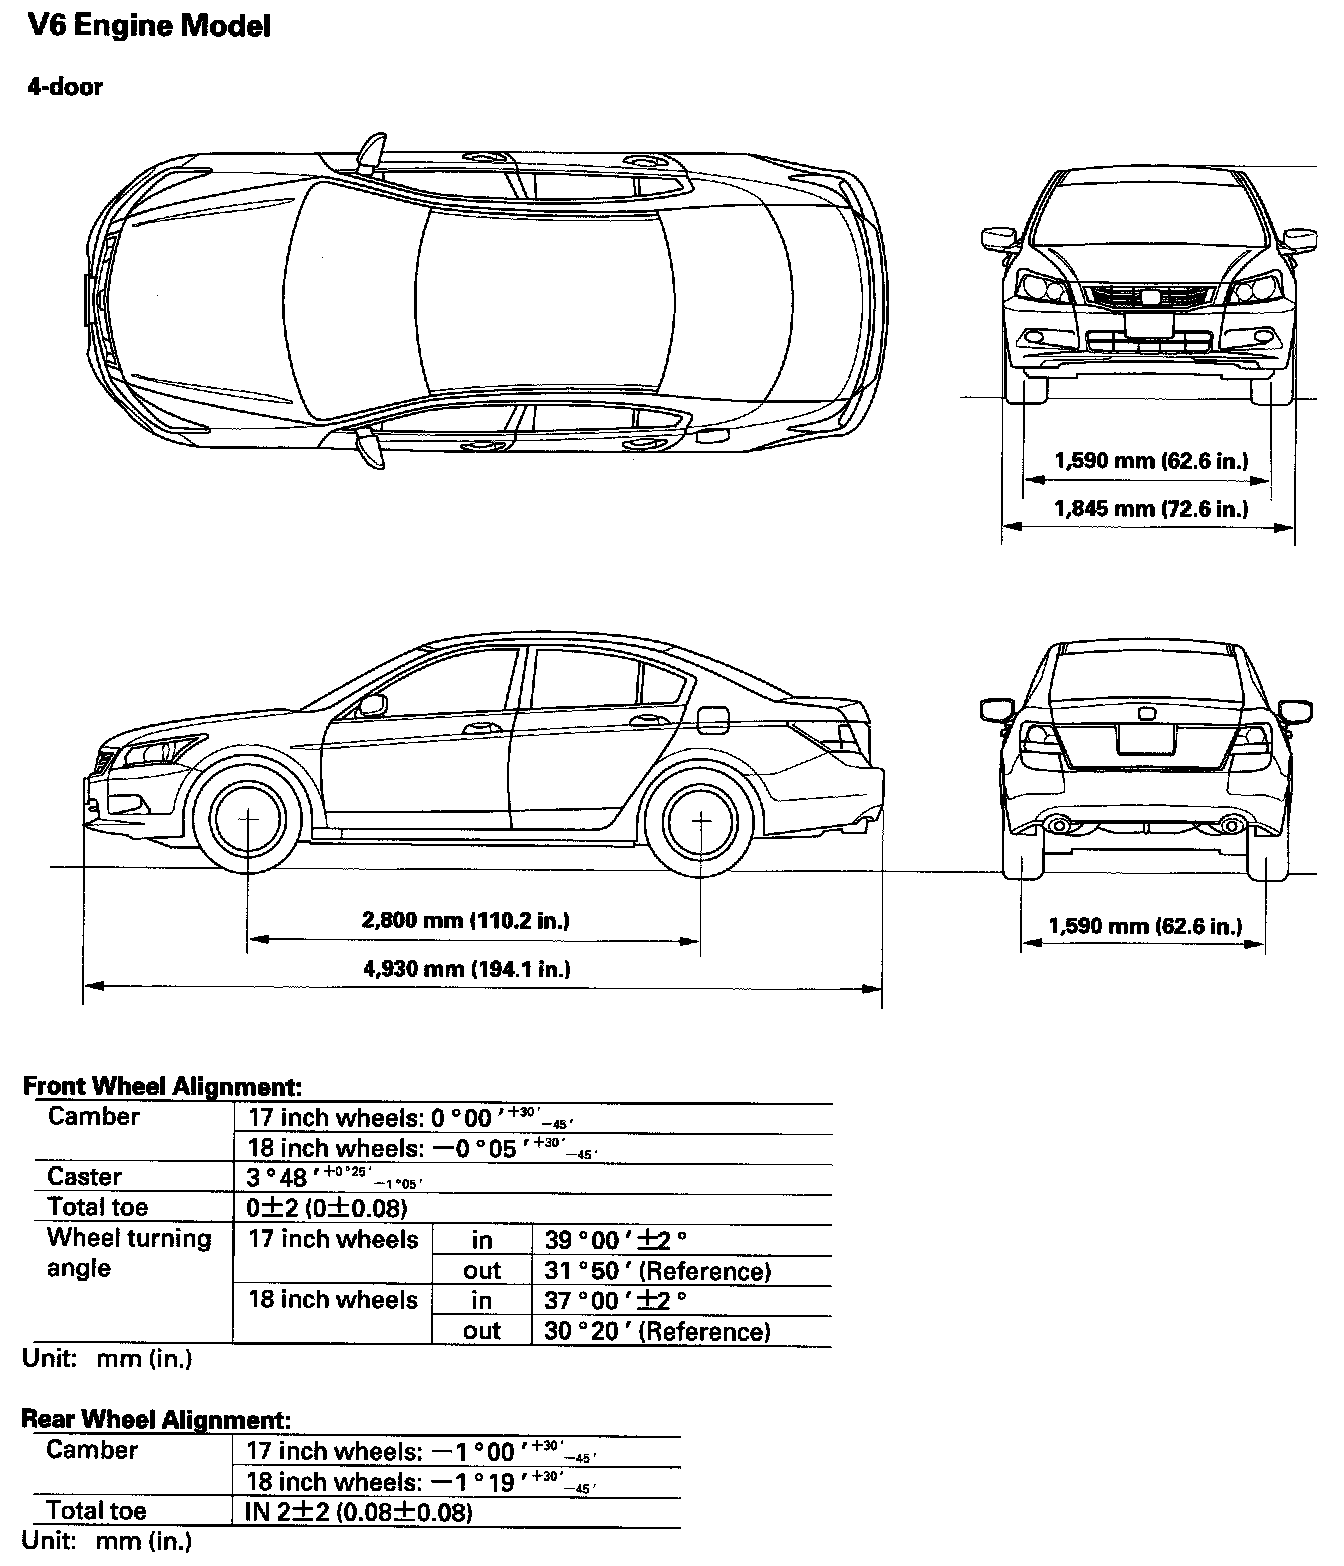 V6 Engine Model
4-door
1,590 mm (62.6 in.)
1,845 mm (72.6 in.)
2,800 mm (110.2 in.)
4,930 mm (194.1 in.)
1,590 mm (62.6 in.)
Front Wheel Alignment:
Camber 17 inch wheels: 0°00′ +30′ −45′
18 inch wheels: −0°05′ +30′ −45′
Caster 3°48′ +0°25′ −1°05′
Total toe 0±2 (0±0.08)
Wheel turning angle 17 inch wheels in 39°00′±2°
out 31°50′ (Reference)
18 inch wheels in 37°00′±2°
out 30°20′ (Reference)
Unit: mm (in.)
Rear Wheel Alignment:
Camber 17 inch wheels: −1°00′ +30′ −45′
18 inch wheels: −1°19′ +30′ −45′
Total toe IN 2±2 (0.08±0.08)
Unit: mm (in.)